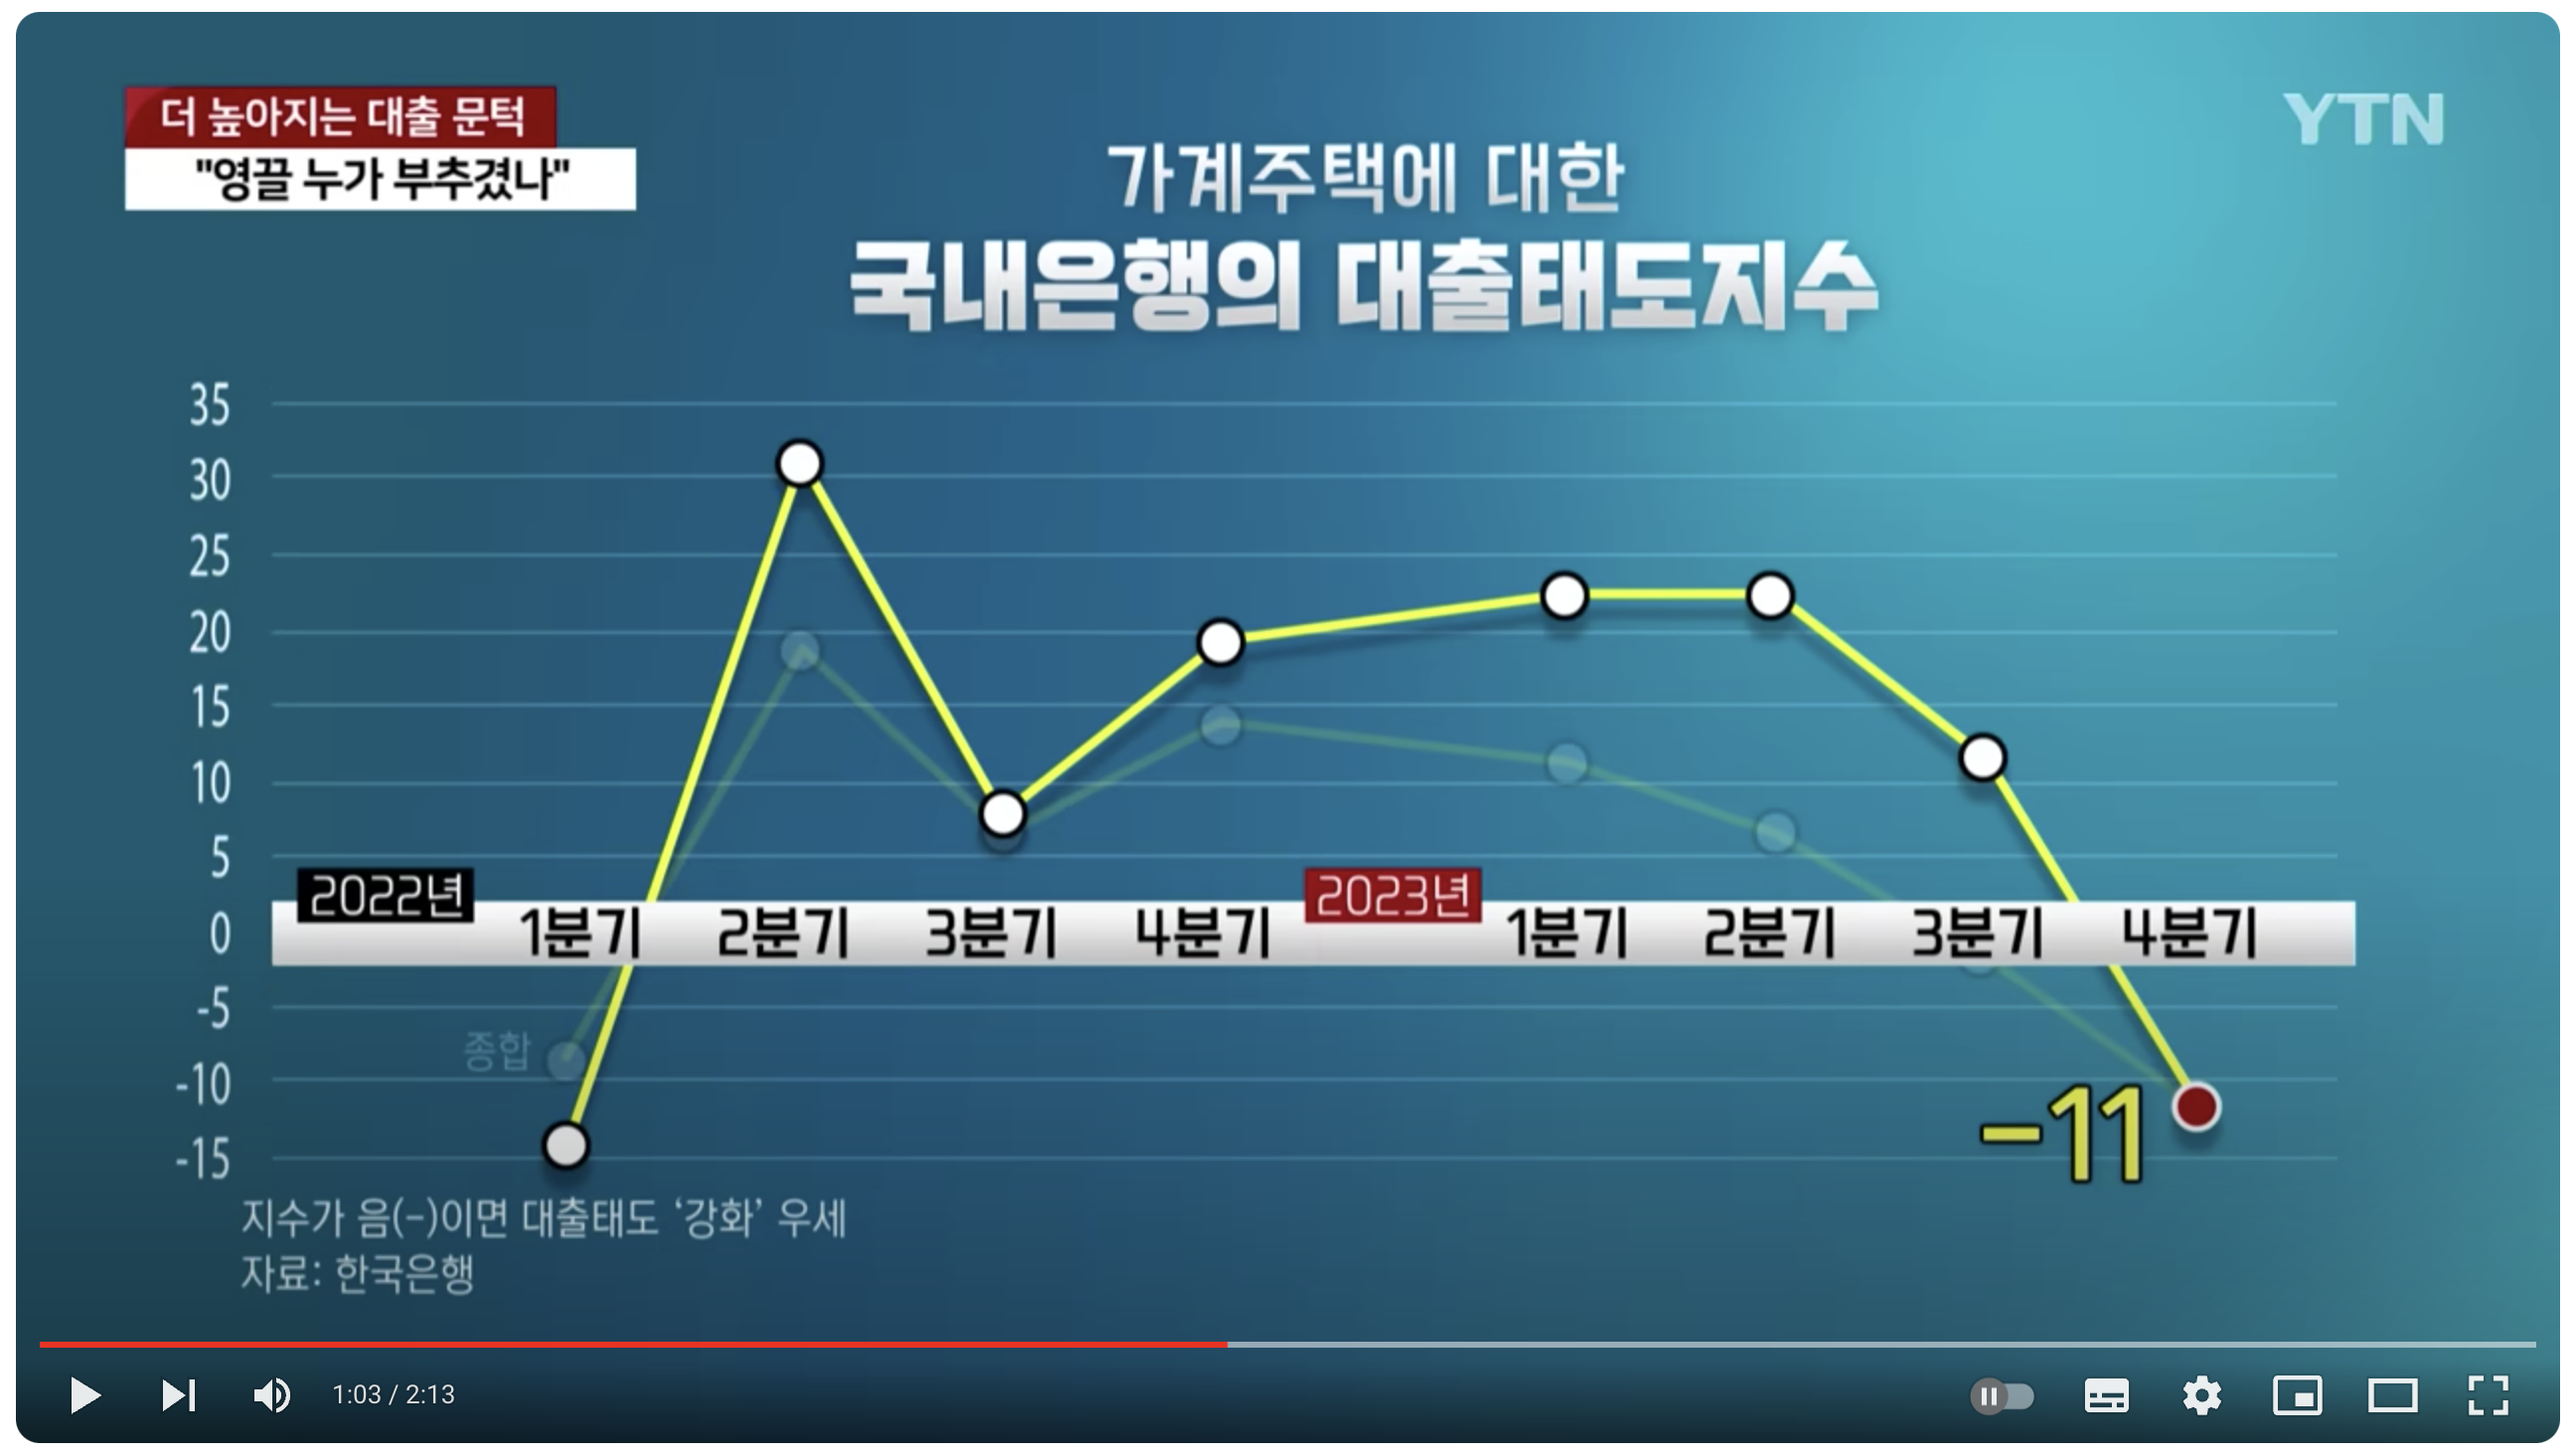 더 높아지는 대출 문턱
"영끌 누가 부추겼나"
YTN
가계주택에 대한
국내은행의 대출태도지수
35
30
25
20
15
10
5
0
-5
-10
-15
2022년
1분기
2분기
3분기
4분기
2023년
1분기
2분기
3분기
4분기
종합
-11
지수가 음(-)이면 대출태도 ‘강화’ 우세
자료: 한국은행
1:03 / 2:13